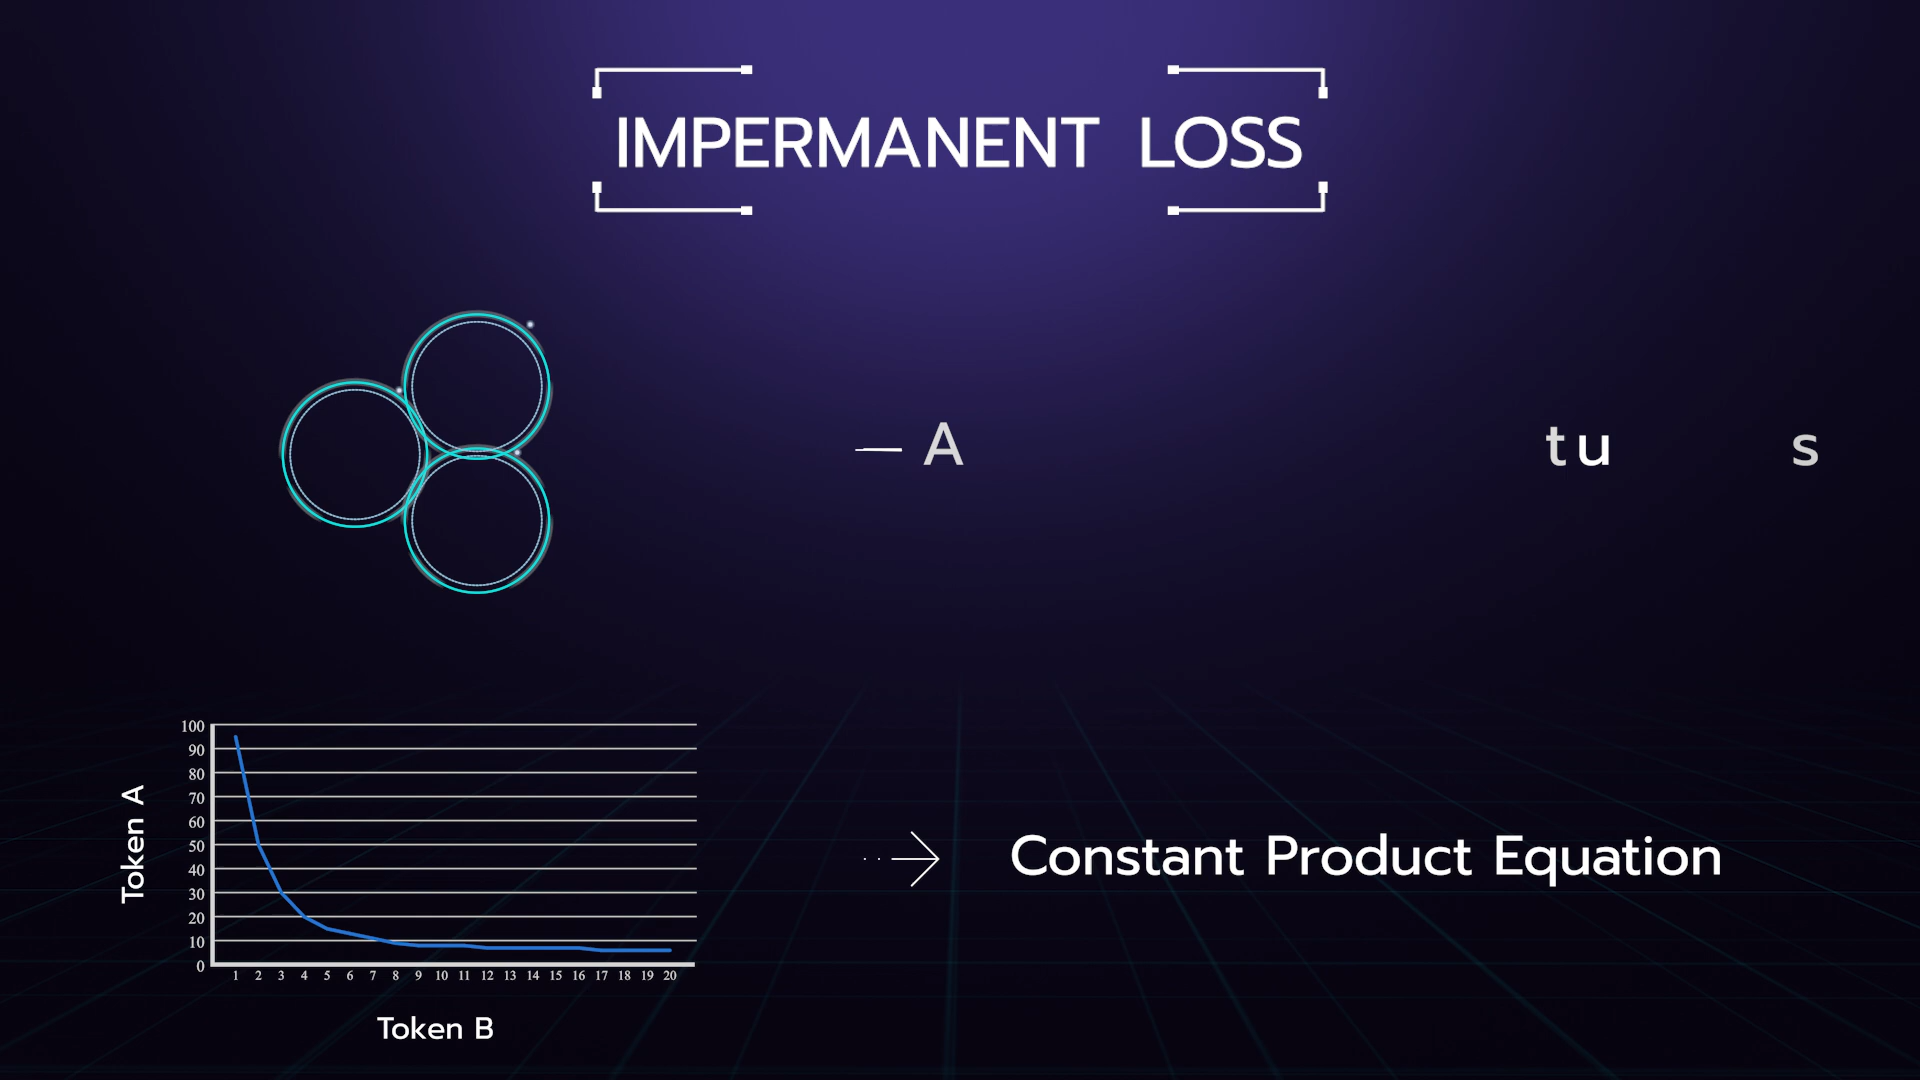 IMPERMANENT LOSS
A tu s
100
90
80
70
60
50
40
30
20
10
0
1 2 3 4 5 6 7 8 9 10 11 12 13 14 15 16 17 18 19 20
Token A
Token B
Constant Product Equation